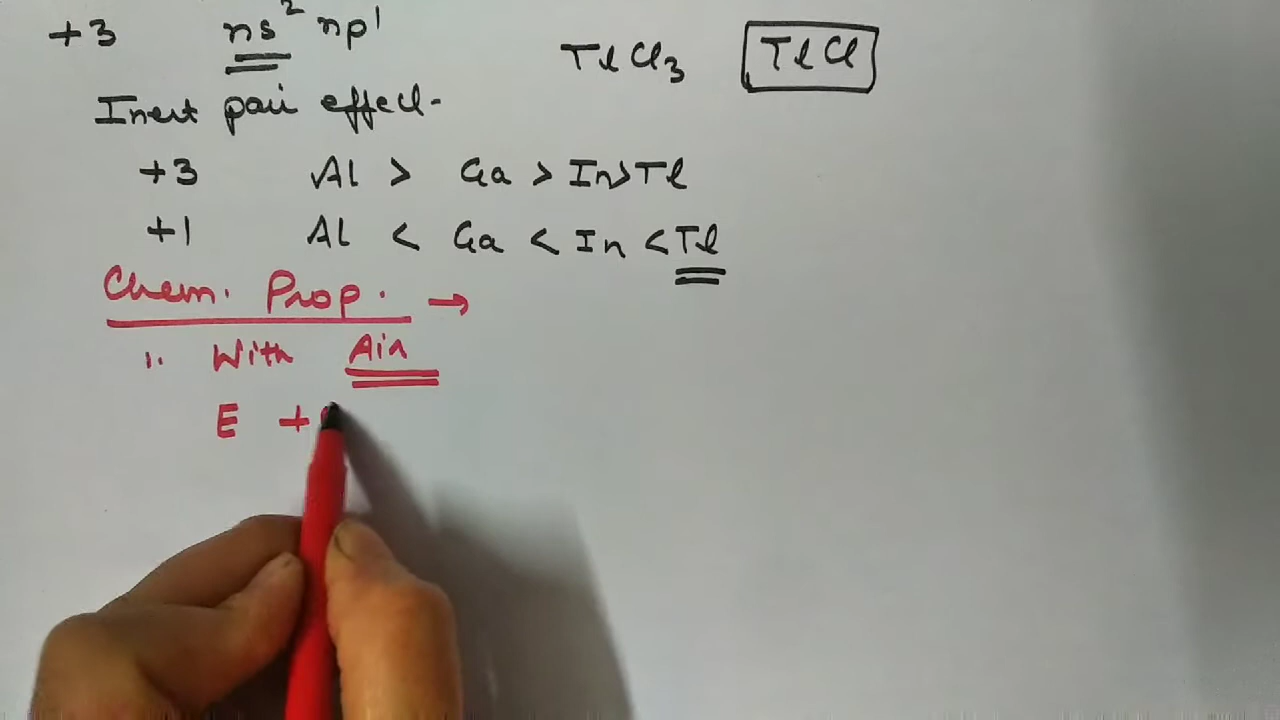 +3 ns² np¹ TlCl₃ TlCl
Inert pair effect-
+3 Al > Ga > In > Tl
+1 Al < Ga < In < Tl
Chem. Prop. →
1. With Air
E +